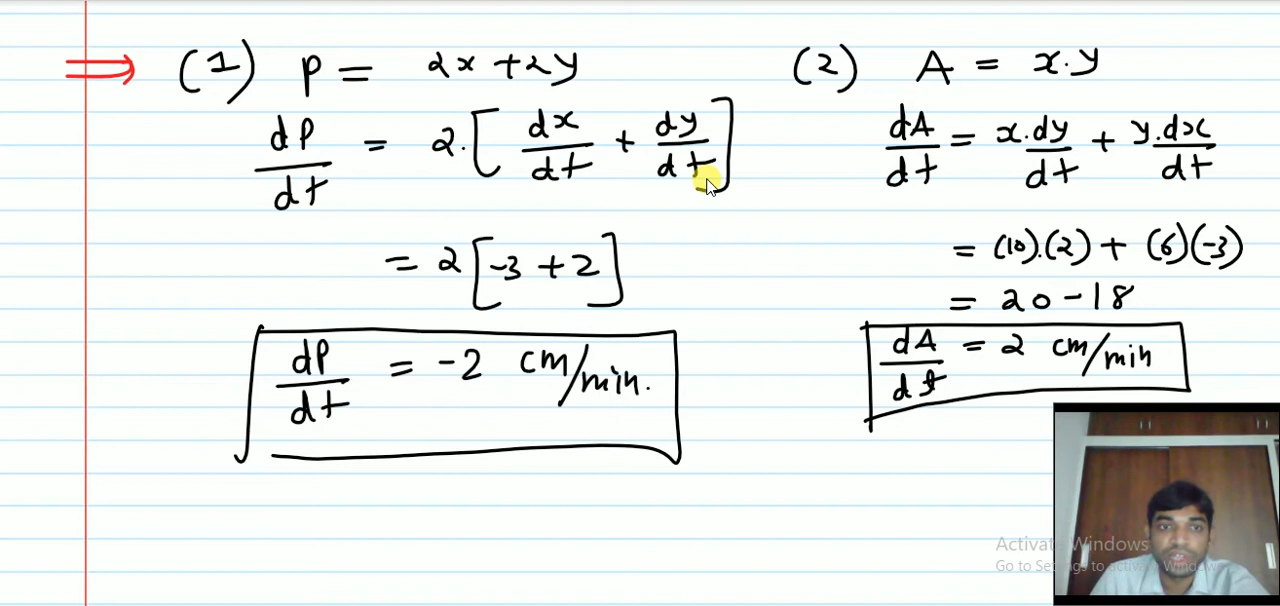 ⇒ (1) P = 2x + 2y
dP/dt = 2.[dx/dt + dy/dt]
= 2[-3 + 2]
dP/dt = -2 cm/min.
(2) A = x.y
dA/dt = x.dy/dt + y.dx/dt
= (10).(2) + (6)(-3)
= 20 - 18
dA/dt = 2 cm/min
Activate Windows
Go to Settings to activate Windows.